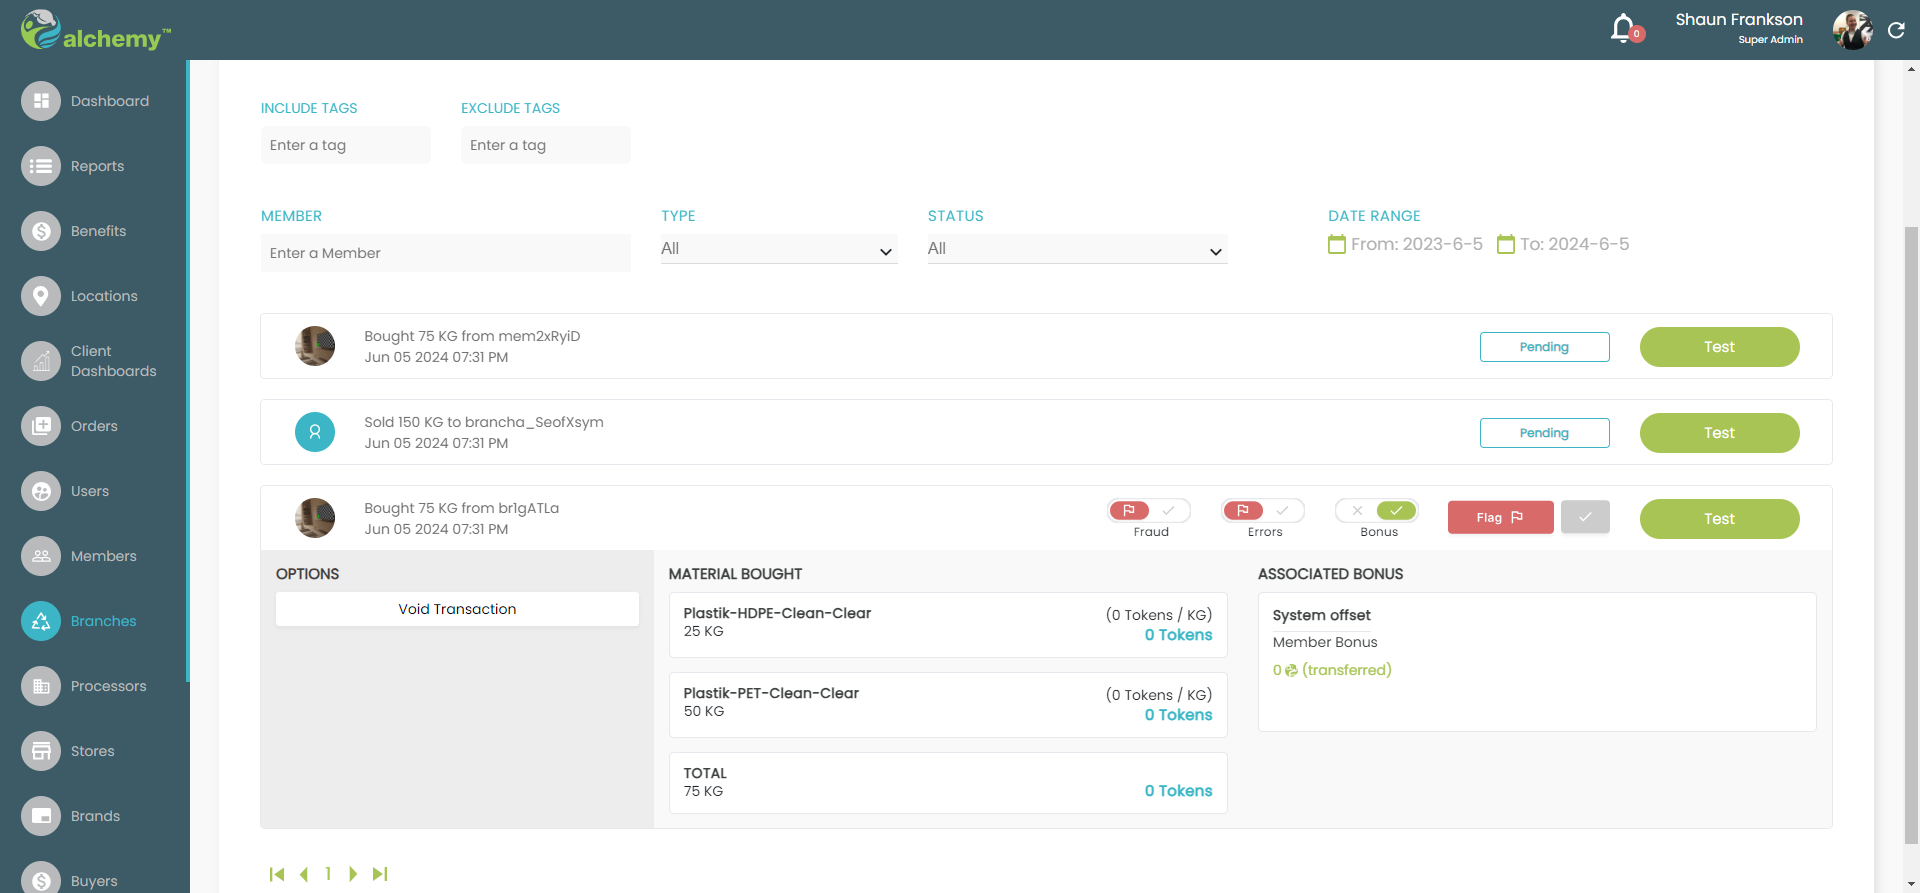 alchemy™
0
Shaun Frankson
Super Admin
Dashboard
Reports
Benefits
Locations
Client
Dashboards
Orders
Users
Members
Branches
Processors
Stores
Brands
Buyers
INCLUDE TAGS
EXCLUDE TAGS
Enter a tag
Enter a tag
MEMBER
TYPE
STATUS
DATE RANGE
Enter a Member
All
All
From: 2023-6-5
To: 2024-6-5
Bought 75 KG from mem2xRyiD
Jun 05 2024 07:31 PM
Pending
Test
Sold 150 KG to brancha_SeofXsym
Jun 05 2024 07:31 PM
Pending
Test
Bought 75 KG from br1gATLa
Jun 05 2024 07:31 PM
Fraud
Errors
Bonus
Flag
Test
OPTIONS
Void Transaction
MATERIAL BOUGHT
Plastik-HDPE-Clean-Clear
(0 Tokens / KG)
25 KG
0 Tokens
Plastik-PET-Clean-Clear
(0 Tokens / KG)
50 KG
0 Tokens
TOTAL
75 KG
0 Tokens
ASSOCIATED BONUS
System offset
Member Bonus
0 (transferred)
1